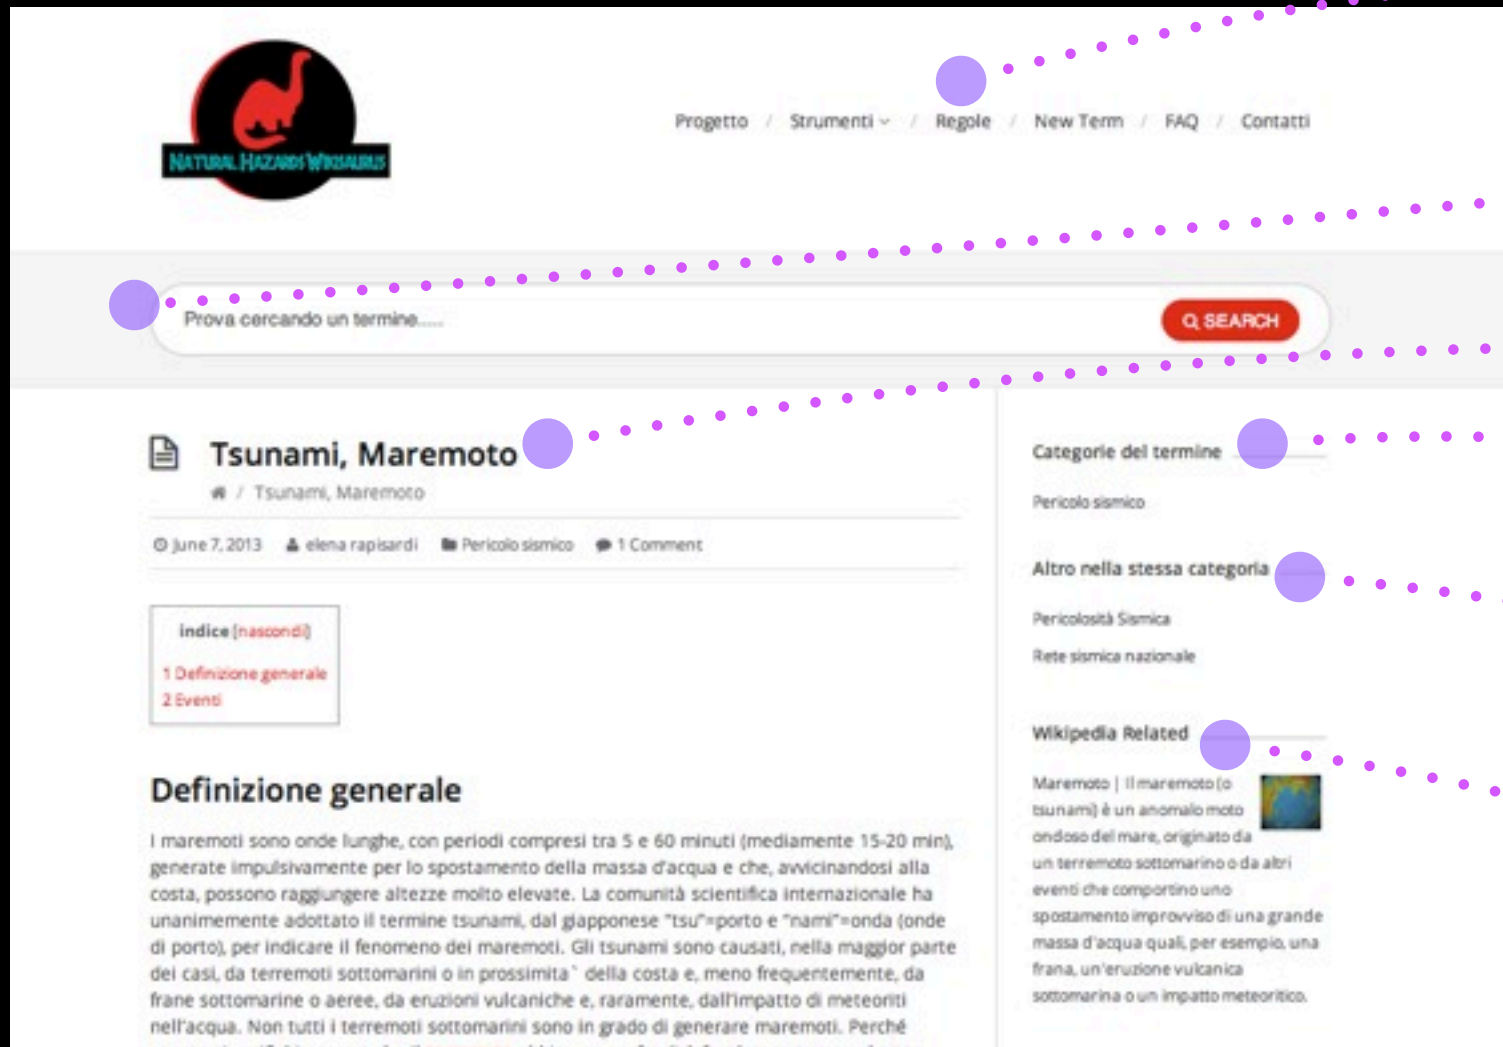 NATURAL HAZARDS WIKISAURUS
Progetto / Strumenti / Regole / New Term / FAQ / Contatti
Prova cercando un termine.....
SEARCH
Tsunami, Maremoto
/ Tsunami, Maremoto
June 7, 2013 elena rapisardi Pericolo sismico 1 Comment
indice [nascondi]
1 Definizione generale
2 Eventi
Definizione generale
I maremoti sono onde lunghe, con periodi compresi tra 5 e 60 minuti (mediamente 15-20 min),
generate impulsivamente per lo spostamento della massa d'acqua e che, avvicinandosi alla
costa, possono raggiungere altezze molto elevate. La comunità scientifica internazionale ha
unanimemente adottato il termine tsunami, dal giapponese "tsu"=porto e "nami"=onda (onde
di porto), per indicare il fenomeno dei maremoti. Gli tsunami sono causati, nella maggior parte
dei casi, da terremoti sottomarini o in prossimita` della costa e, meno frequentemente, da
frane sottomarine o aeree, da eruzioni vulcaniche e, raramente, dall'impatto di meteoriti
nell'acqua. Non tutti i terremoti sottomarini sono in grado di generare maremoti. Perché
Categorie del termine
Pericolo sismico
Altro nella stessa categoria
Pericolosità Sismica
Rete sismica nazionale
Wikipedia Related
Maremoto | Il maremoto (o
tsunami) è un anomalo moto
ondoso del mare, originato da
un terremoto sottomarino o da altri
eventi che comportino uno
spostamento improvviso di una grande
massa d'acqua quali, per esempio, una
frana, un'eruzione vulcanica
sottomarina o un impatto meteoritico.